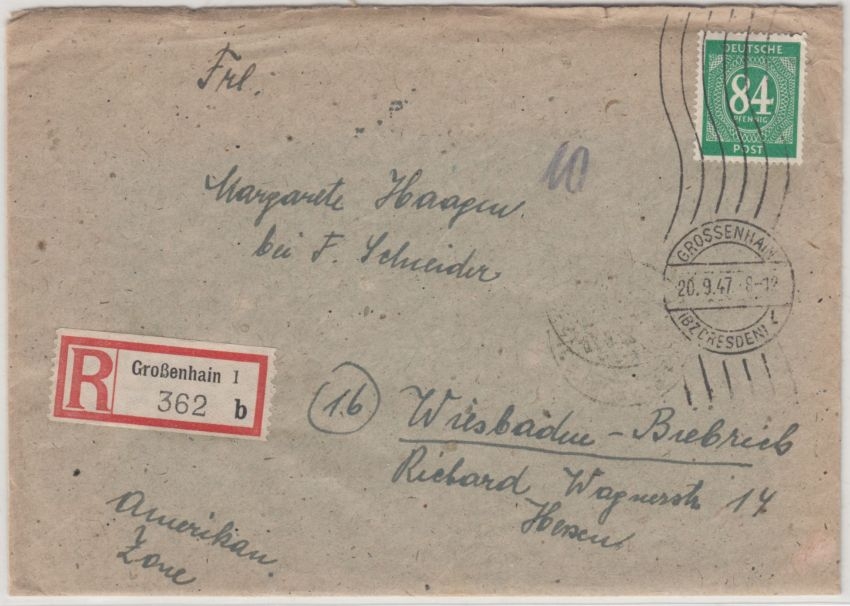 Frl.
Margarete Haagen.
bei F. Schneider
10
DEUTSCHE
84
PFENNIG
POST
GROSSENHAIN
20.9.47 8-12
(BZ DRESDEN)
R
Großenhain 1
362 b
16
Wiesbaden-Biebrich
Richard Wagnerstr. 14
Hessen
Amerikan.
Zone